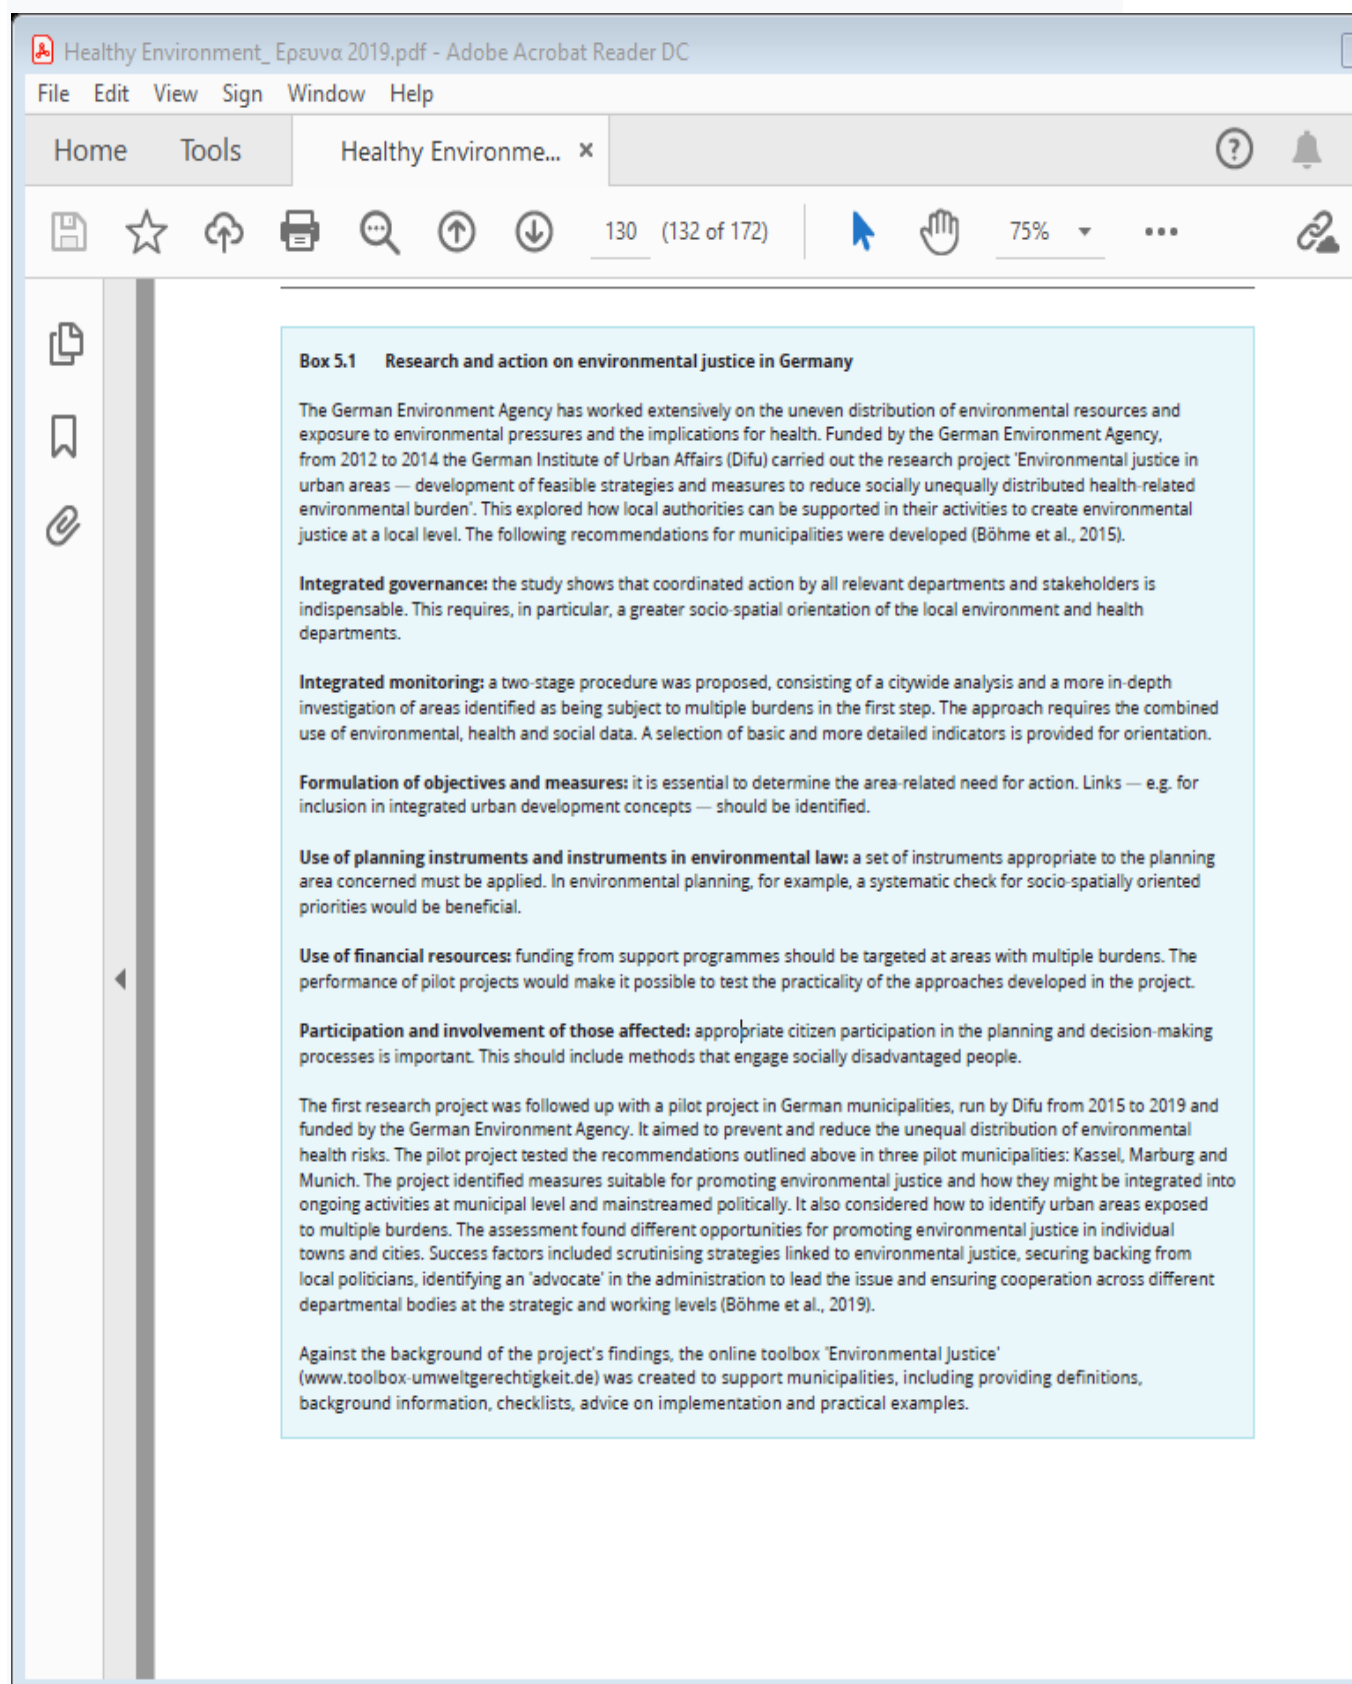 Healthy Environment_ Ερευνα 2019.pdf - Adobe Acrobat Reader DC
File Edit View Sign Window Help
Home Tools Healthy Environme... ×
130 (132 of 172) 75%
Box 5.1 Research and action on environmental justice in Germany
The German Environment Agency has worked extensively on the uneven distribution of environmental resources and
exposure to environmental pressures and the implications for health. Funded by the German Environment Agency,
from 2012 to 2014 the German Institute of Urban Affairs (Difu) carried out the research project 'Environmental justice in
urban areas — development of feasible strategies and measures to reduce socially unequally distributed health-related
environmental burden'. This explored how local authorities can be supported in their activities to create environmental
justice at a local level. The following recommendations for municipalities were developed (Böhme et al., 2015).
Integrated governance: the study shows that coordinated action by all relevant departments and stakeholders is
indispensable. This requires, in particular, a greater socio-spatial orientation of the local environment and health
departments.
Integrated monitoring: a two-stage procedure was proposed, consisting of a citywide analysis and a more in-depth
investigation of areas identified as being subject to multiple burdens in the first step. The approach requires the combined
use of environmental, health and social data. A selection of basic and more detailed indicators is provided for orientation.
Formulation of objectives and measures: it is essential to determine the area-related need for action. Links — e.g. for
inclusion in integrated urban development concepts — should be identified.
Use of planning instruments and instruments in environmental law: a set of instruments appropriate to the planning
area concerned must be applied. In environmental planning, for example, a systematic check for socio-spatially oriented
priorities would be beneficial.
Use of financial resources: funding from support programmes should be targeted at areas with multiple burdens. The
performance of pilot projects would make it possible to test the practicality of the approaches developed in the project.
Participation and involvement of those affected: appropriate citizen participation in the planning and decision-making
processes is important. This should include methods that engage socially disadvantaged people.
The first research project was followed up with a pilot project in German municipalities, run by Difu from 2015 to 2019 and
funded by the German Environment Agency. It aimed to prevent and reduce the unequal distribution of environmental
health risks. The pilot project tested the recommendations outlined above in three pilot municipalities: Kassel, Marburg and
Munich. The project identified measures suitable for promoting environmental justice and how they might be integrated into
ongoing activities at municipal level and mainstreamed politically. It also considered how to identify urban areas exposed
to multiple burdens. The assessment found different opportunities for promoting environmental justice in individual
towns and cities. Success factors included scrutinising strategies linked to environmental justice, securing backing from
local politicians, identifying an 'advocate' in the administration to lead the issue and ensuring cooperation across different
departmental bodies at the strategic and working levels (Böhme et al., 2019).
Against the background of the project's findings, the online toolbox 'Environmental Justice'
(www.toolbox-umweltgerechtigkeit.de) was created to support municipalities, including providing definitions,
background information, checklists, advice on implementation and practical examples.